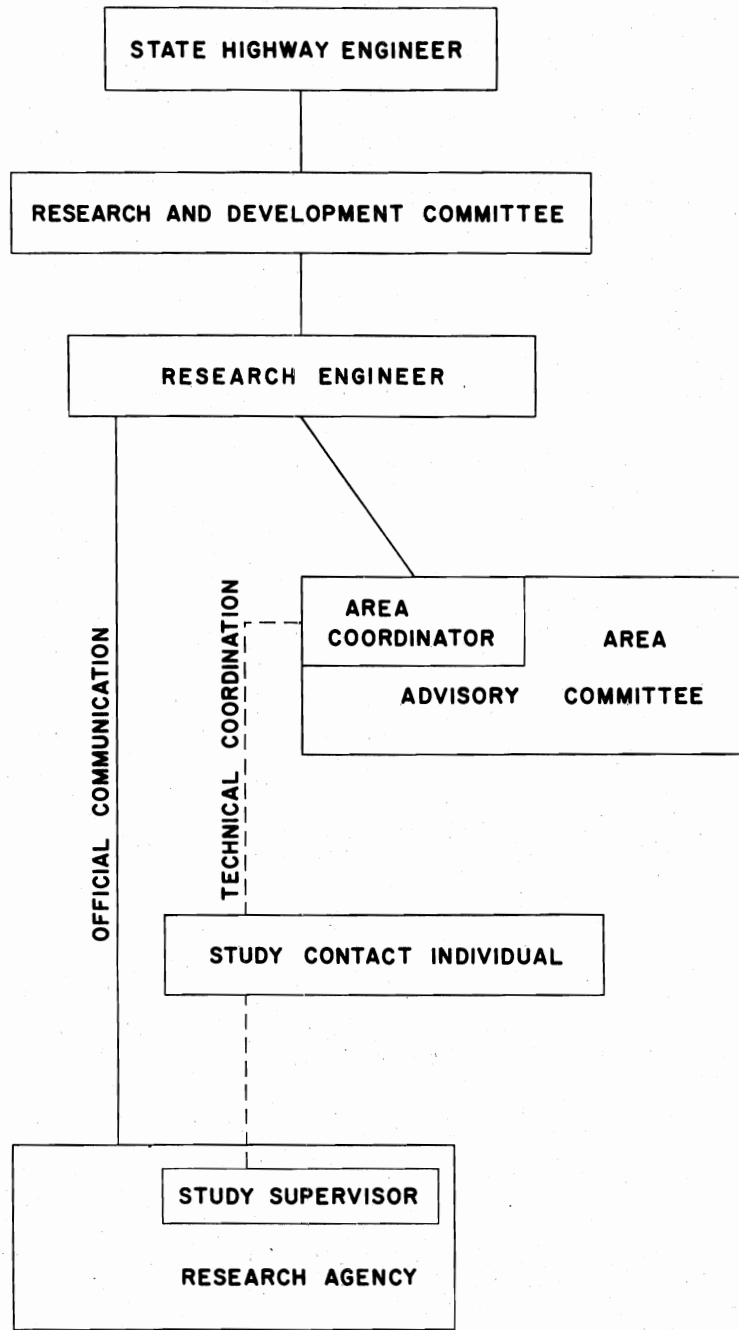 STATE HIGHWAY ENGINEER
RESEARCH AND DEVELOPMENT COMMITTEE
RESEARCH ENGINEER
OFFICIAL COMMUNICATION
TECHNICAL COORDINATION
AREA
COORDINATOR
AREA
ADVISORY COMMITTEE
STUDY CONTACT INDIVIDUAL
STUDY SUPERVISOR
RESEARCH AGENCY